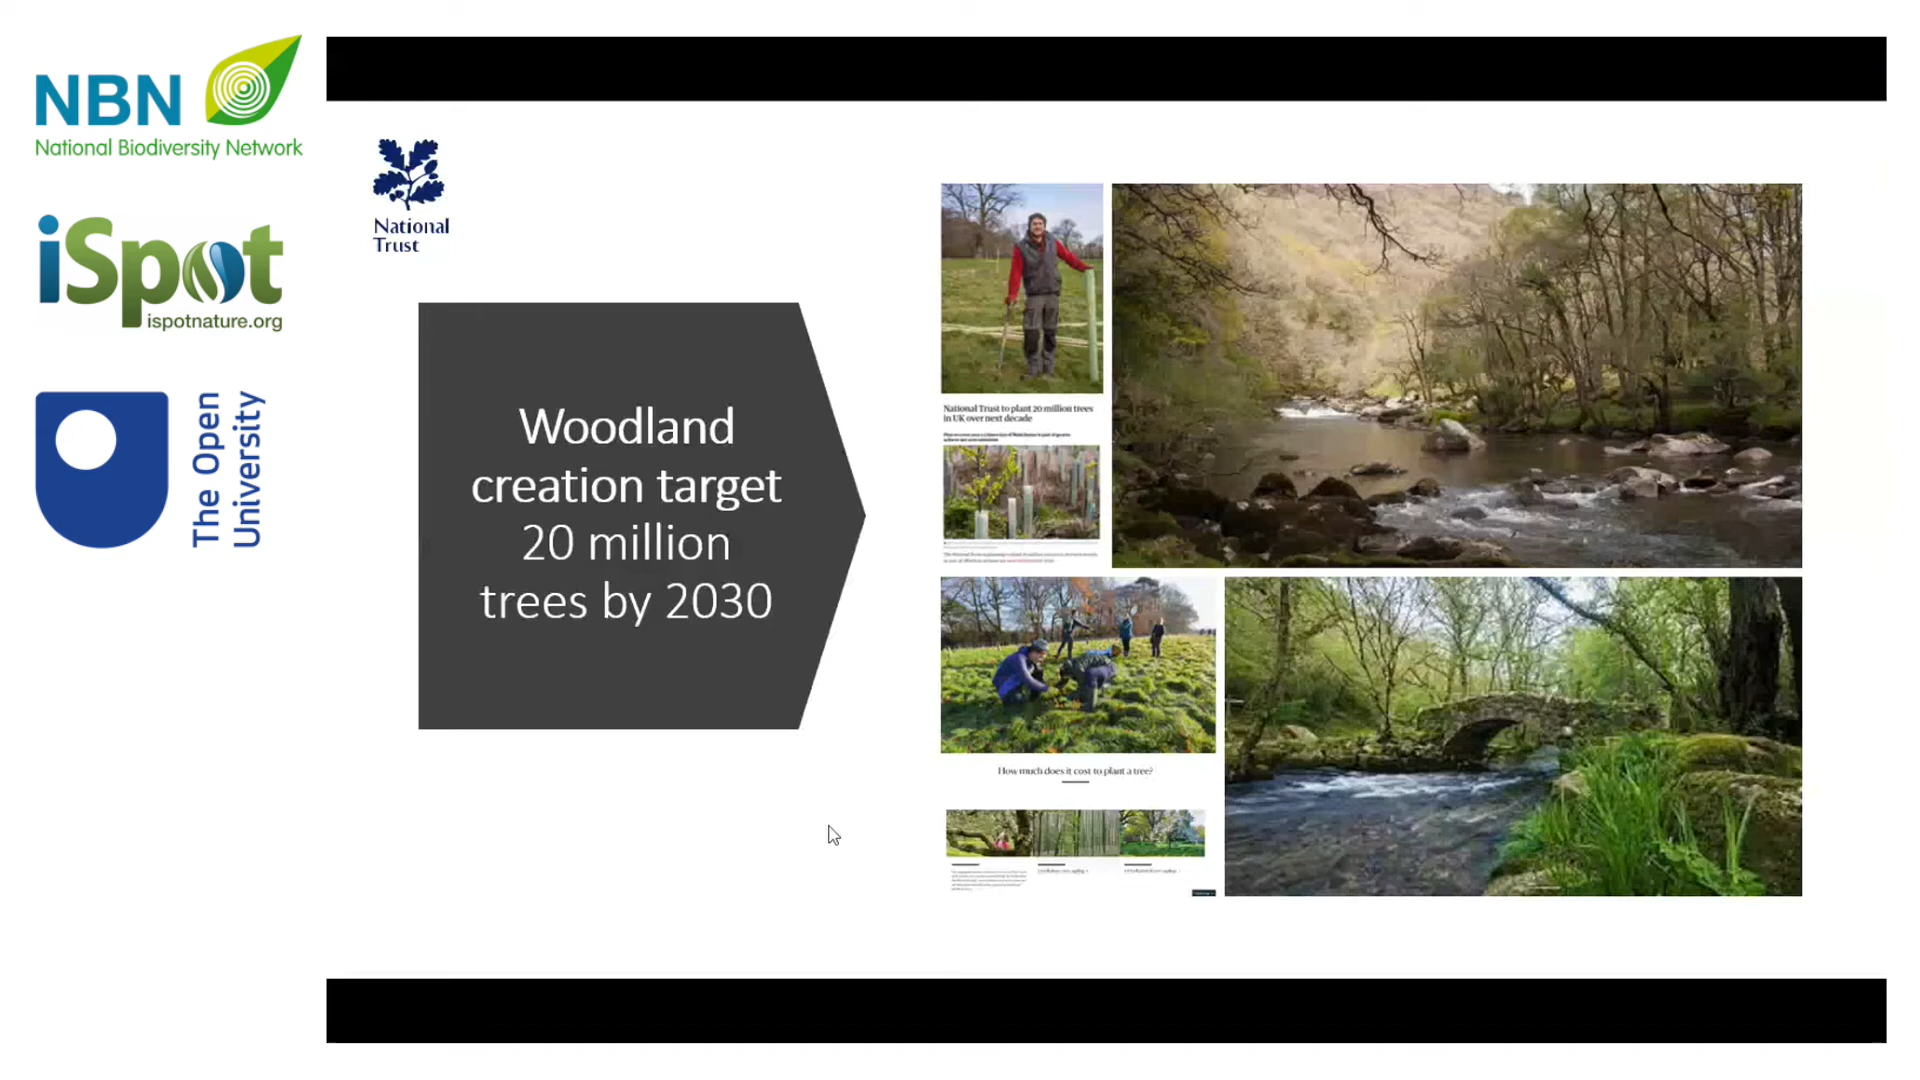 NBN
National Biodiversity Network
iSpot
ispotnature.org
The Open
University
National
Trust
Woodland
creation target
20 million
trees by 2030
National Trust to plant 20 million trees
in UK over next decade
How much does it cost to plant a tree?